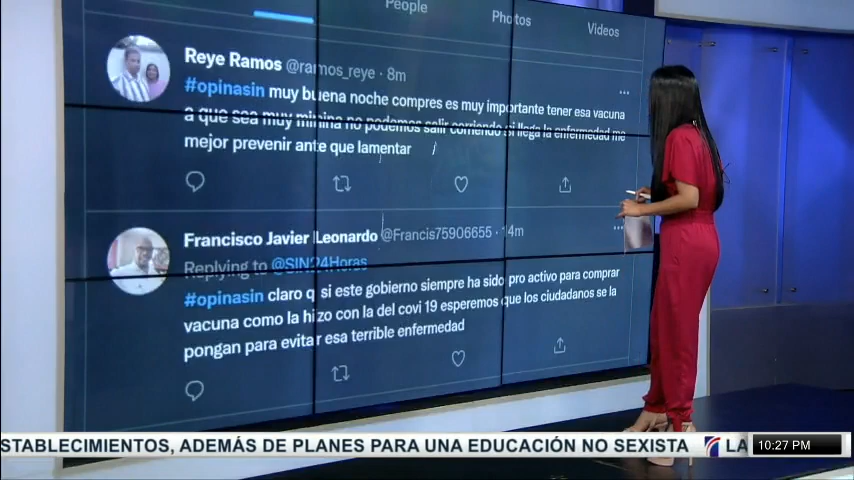 People
Photos
Videos
Reye Ramos @ramos_reye · 8m
#opinasin muy buena noche compres es muy importante tener esa vacuna
a que sea muy minina no podemos salir corriendo si llega la enfermedad me
mejor prevenir ante que lamentar
Francisco Javier Leonardo @Francis75906655 · 14m
Replying to @SIN24Horas
#opinasin claro q si este gobierno siempre ha sido pro activo para comprar
vacuna como la hizo con la del covi 19 esperemos que los ciudadanos se la
pongan para evitar esa terrible enfermedad
STABLECIMIENTOS, ADEMÁS DE PLANES PARA UNA EDUCACIÓN NO SEXISTA
LA
10:27 PM